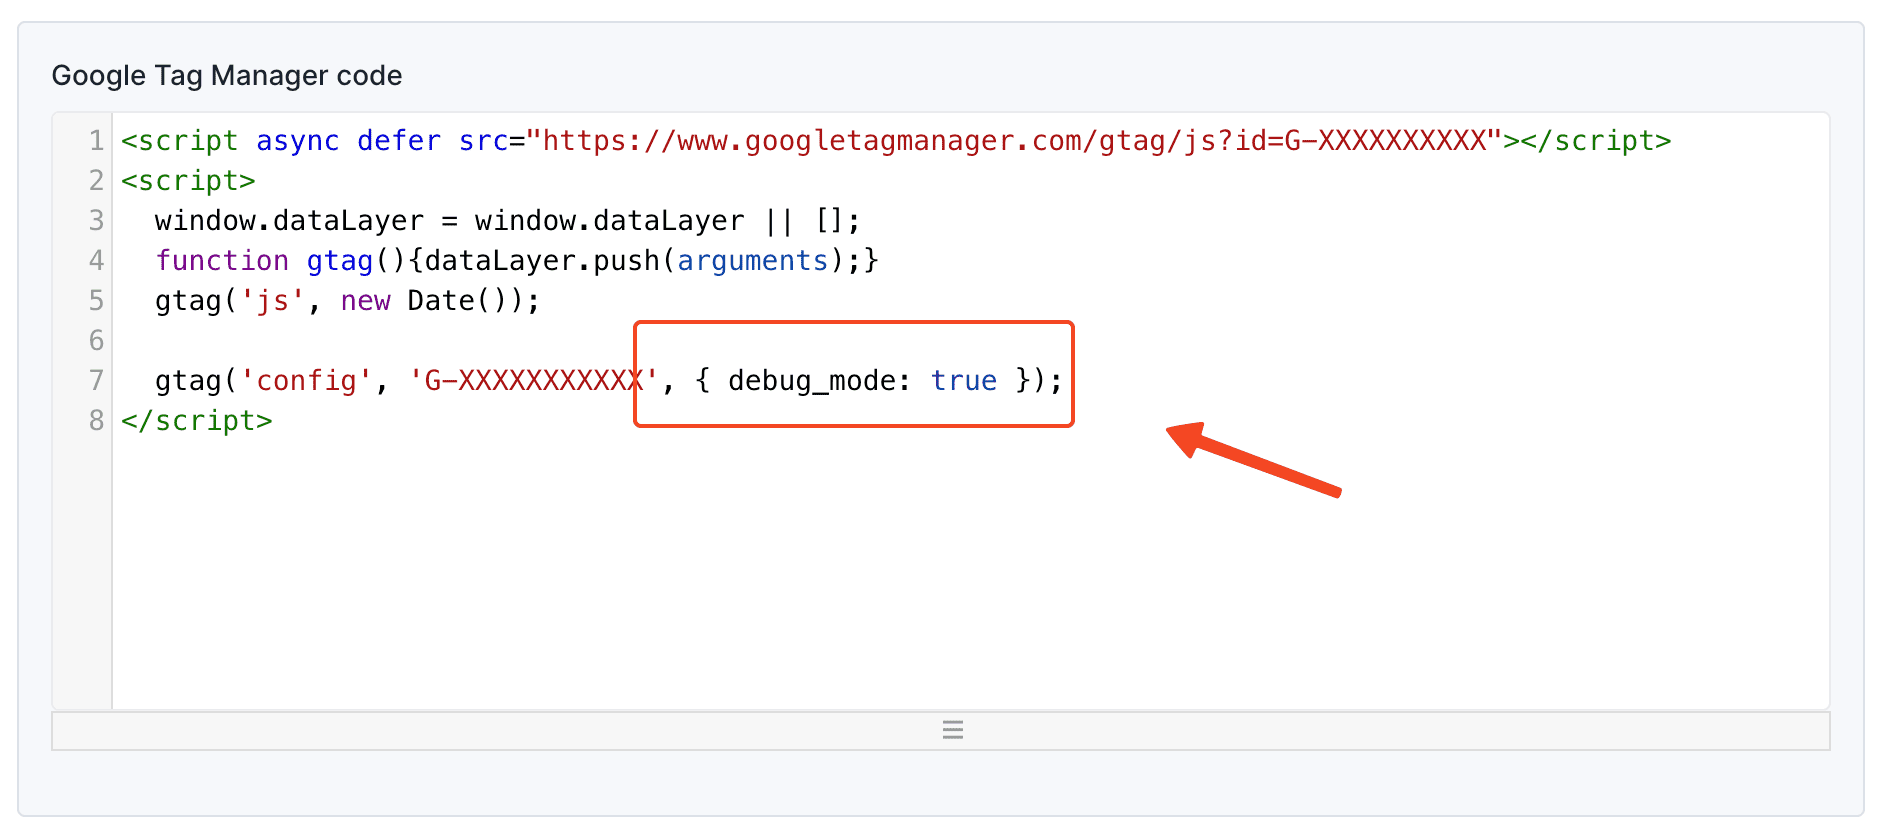 Google Tag Manager code
1 <script async defer src="https://www.googletagmanager.com/gtag/js?id=G-XXXXXXXXXX"></script>
2 <script>
3   window.dataLayer = window.dataLayer || [];
4   function gtag(){dataLayer.push(arguments);}
5   gtag('js', new Date());
6
7   gtag('config', 'G-XXXXXXXXXXX', { debug_mode: true });
8 </script>